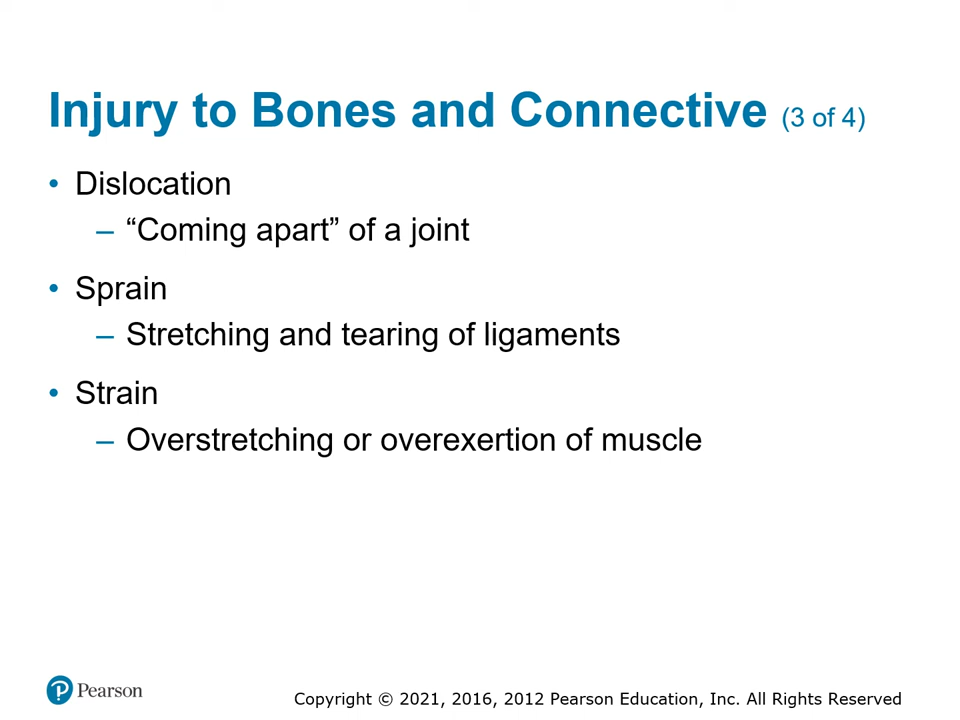 Injury to Bones and Connective (3 of 4)
• Dislocation
– “Coming apart” of a joint
• Sprain
– Stretching and tearing of ligaments
• Strain
– Overstretching or overexertion of muscle
Pearson
Copyright © 2021, 2016, 2012 Pearson Education, Inc. All Rights Reserved